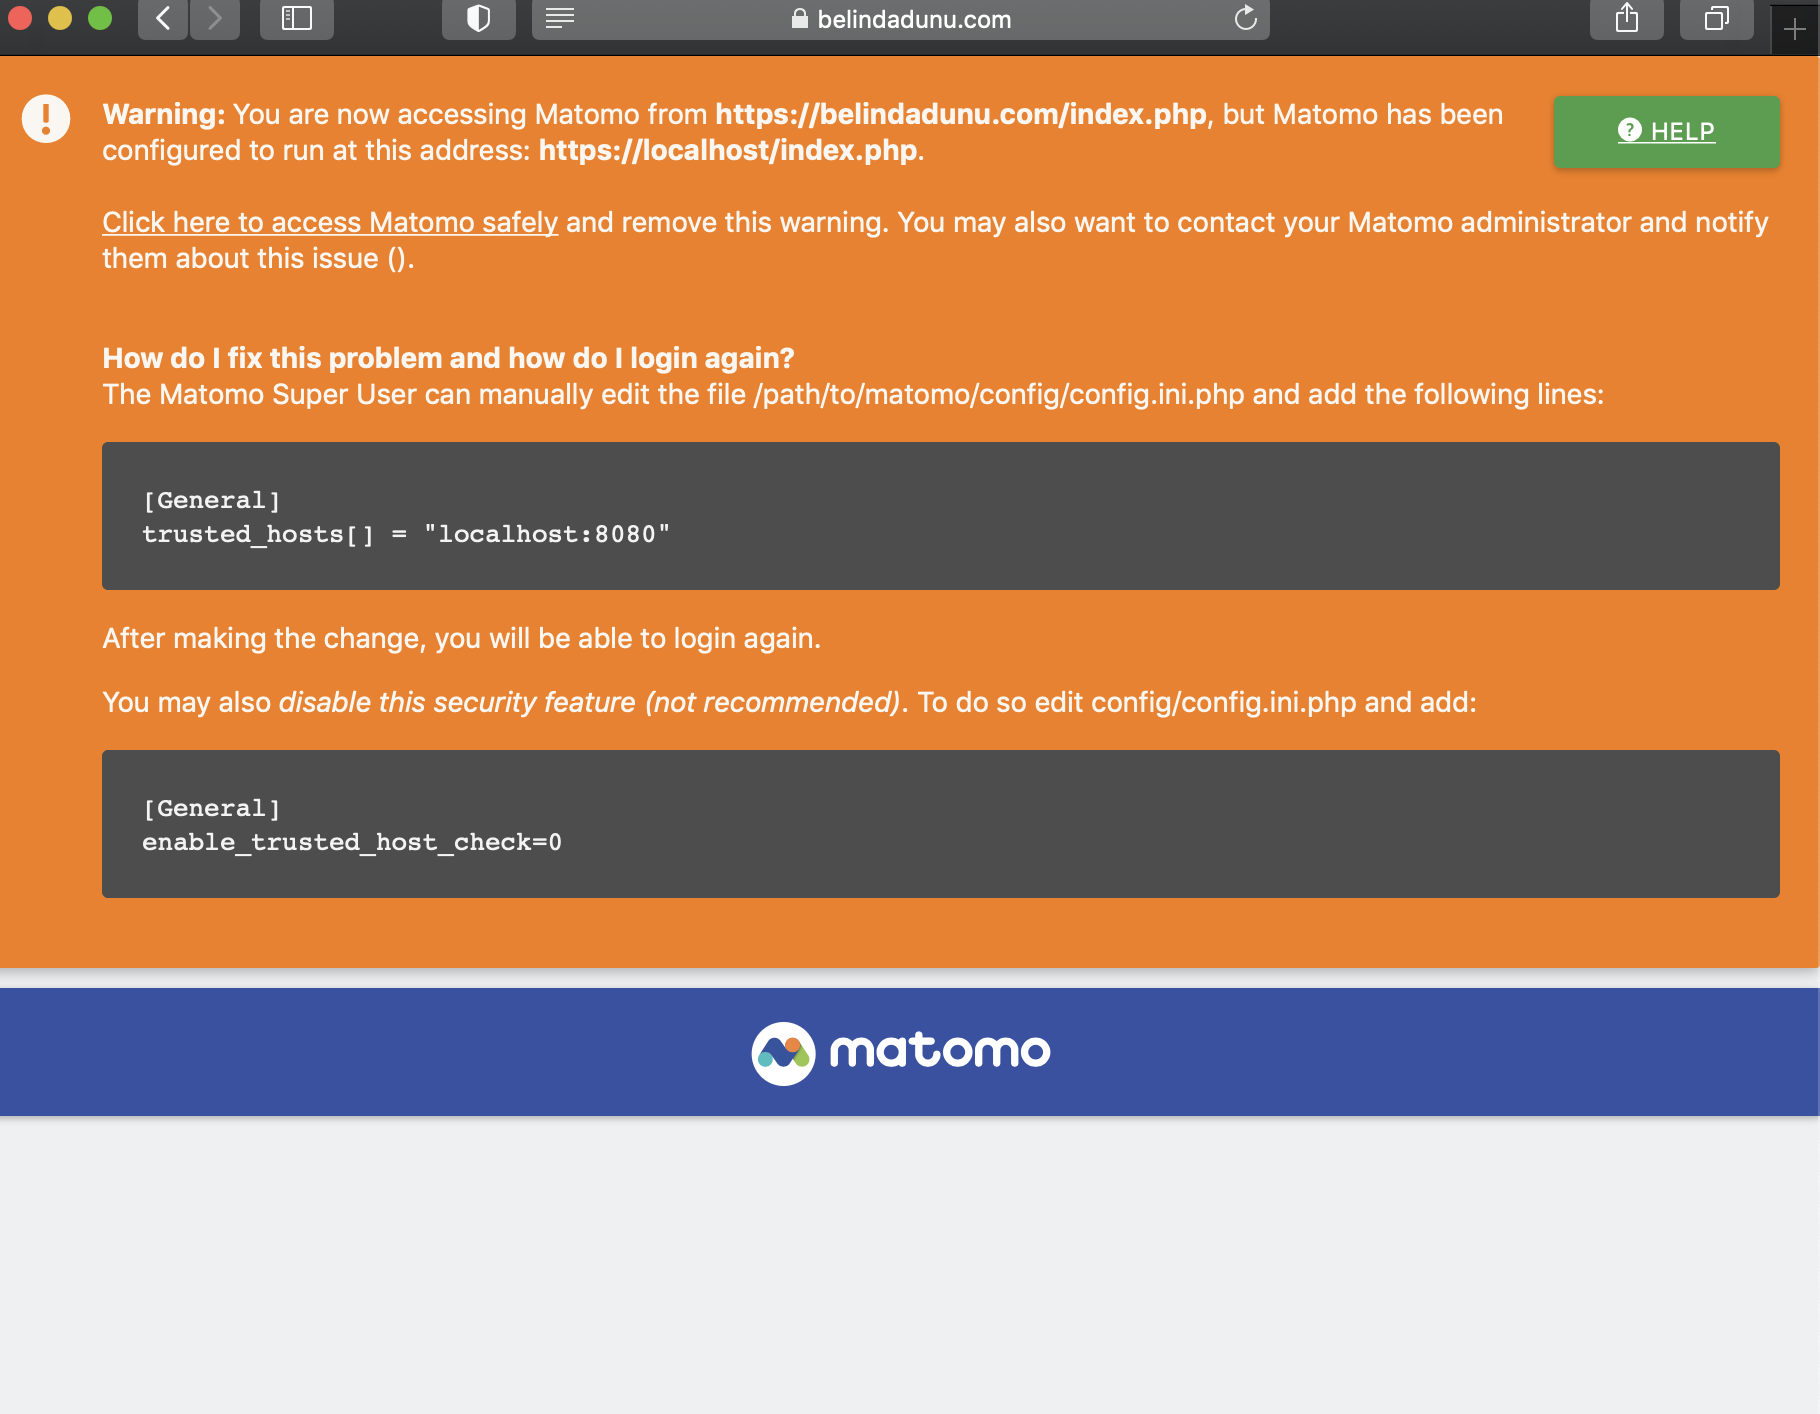 belindadunu.com
Warning: You are now accessing Matomo from https://belindadunu.com/index.php, but Matomo has been
configured to run at this address: https://localhost/index.php.
? HELP
Click here to access Matomo safely and remove this warning. You may also want to contact your Matomo administrator and notify
them about this issue ().
How do I fix this problem and how do I login again?
The Matomo Super User can manually edit the file /path/to/matomo/config/config.ini.php and add the following lines:
[General]
trusted_hosts[] = "localhost:8080"
After making the change, you will be able to login again.
You may also disable this security feature (not recommended). To do so edit config/config.ini.php and add:
[General]
enable_trusted_host_check=0
matomo